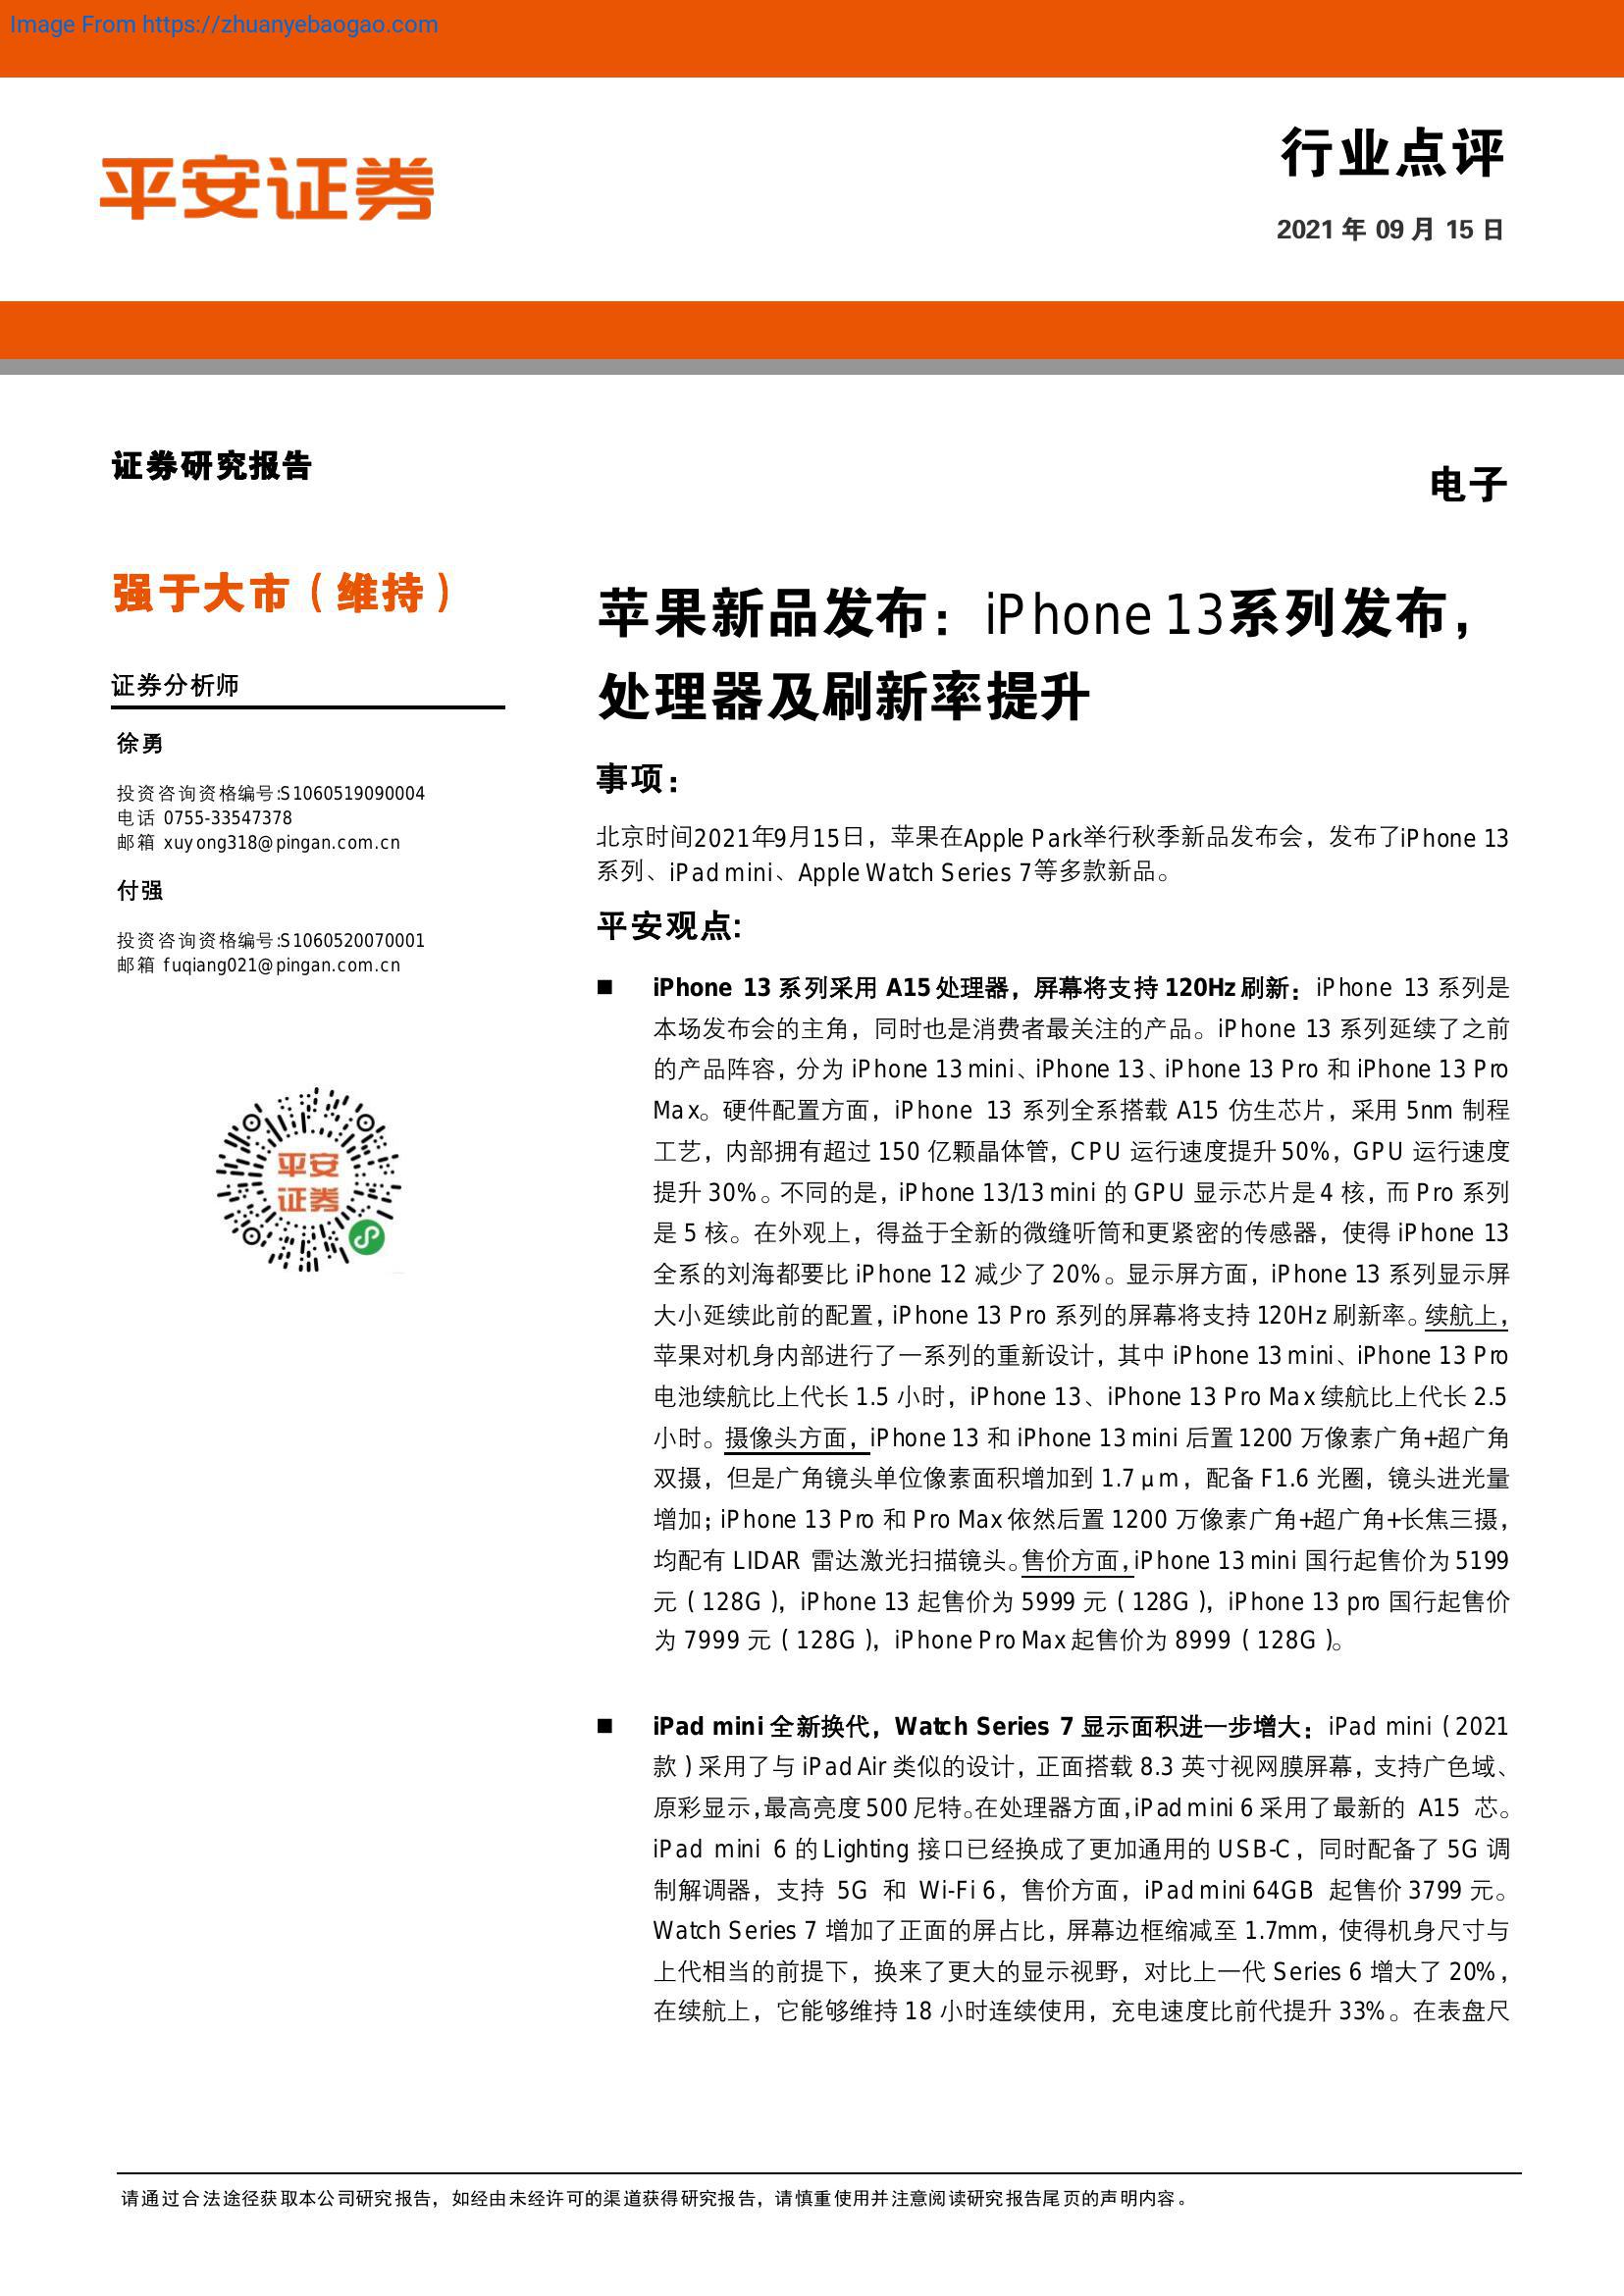 Image From https://zhuanyebaogao.com
平安证券
行业点评
2021 年 09 月 15 日
证券研究报告
电子
强于大市（维持）
证券分析师
徐勇
投资咨询资格编号:S1060519090004
电话 0755-33547378
邮箱 xuyong318@pingan.com.cn
付强
投资咨询资格编号:S1060520070001
邮箱 fuqiang021@pingan.com.cn
平安
证券
苹果新品发布：iPhone 13系列发布，
处理器及刷新率提升
事项：
北京时间2021年9月15日，苹果在Apple Park举行秋季新品发布会，发布了iPhone 13
系列、iPad mini、Apple Watch Series 7等多款新品。
平安观点:
■ iPhone 13 系列采用 A15 处理器，屏幕将支持 120Hz 刷新：iPhone 13 系列是
本场发布会的主角，同时也是消费者最关注的产品。iPhone 13 系列延续了之前
的产品阵容，分为 iPhone 13 mini、iPhone 13、iPhone 13 Pro 和 iPhone 13 Pro
Max。硬件配置方面，iPhone 13 系列全系搭载 A15 仿生芯片，采用 5nm 制程
工艺，内部拥有超过 150 亿颗晶体管，CPU 运行速度提升 50%，GPU 运行速度
提升 30%。不同的是，iPhone 13/13 mini 的 GPU 显示芯片是 4 核，而 Pro 系列
是 5 核。在外观上，得益于全新的微缝听筒和更紧密的传感器，使得 iPhone 13
全系的刘海都要比 iPhone 12 减少了 20%。显示屏方面，iPhone 13 系列显示屏
大小延续此前的配置，iPhone 13 Pro 系列的屏幕将支持 120Hz 刷新率。续航上，
苹果对机身内部进行了一系列的重新设计，其中 iPhone 13 mini、iPhone 13 Pro
电池续航比上代长 1.5 小时，iPhone 13、iPhone 13 Pro Max 续航比上代长 2.5
小时。摄像头方面，iPhone 13 和 iPhone 13 mini 后置 1200 万像素广角+超广角
双摄，但是广角镜头单位像素面积增加到 1.7 μm，配备 F1.6 光圈，镜头进光量
增加；iPhone 13 Pro 和 Pro Max 依然后置 1200 万像素广角+超广角+长焦三摄，
均配有 LIDAR 雷达激光扫描镜头。售价方面，iPhone 13 mini 国行起售价为 5199
元（128G），iPhone 13 起售价为 5999 元（128G），iPhone 13 pro 国行起售价
为 7999 元（128G），iPhone Pro Max 起售价为 8999（128G）。
■ iPad mini 全新换代，Watch Series 7 显示面积进一步增大：iPad mini（2021
款）采用了与 iPad Air 类似的设计，正面搭载 8.3 英寸视网膜屏幕，支持广色域、
原彩显示，最高亮度 500 尼特。在处理器方面，iPad mini 6 采用了最新的 A15 芯。
iPad mini 6 的 Lighting 接口已经换成了更加通用的 USB-C，同时配备了 5G 调
制解调器，支持 5G 和 Wi-Fi 6，售价方面，iPad mini 64GB 起售价 3799 元。
Watch Series 7 增加了正面的屏占比，屏幕边框缩减至 1.7mm，使得机身尺寸与
上代相当的前提下，换来了更大的显示视野，对比上一代 Series 6 增大了 20%，
在续航上，它能够维持 18 小时连续使用，充电速度比前代提升 33%。在表盘尺
请通过合法途径获取本公司研究报告，如经由未经许可的渠道获得研究报告，请慎重使用并注意阅读研究报告尾页的声明内容。